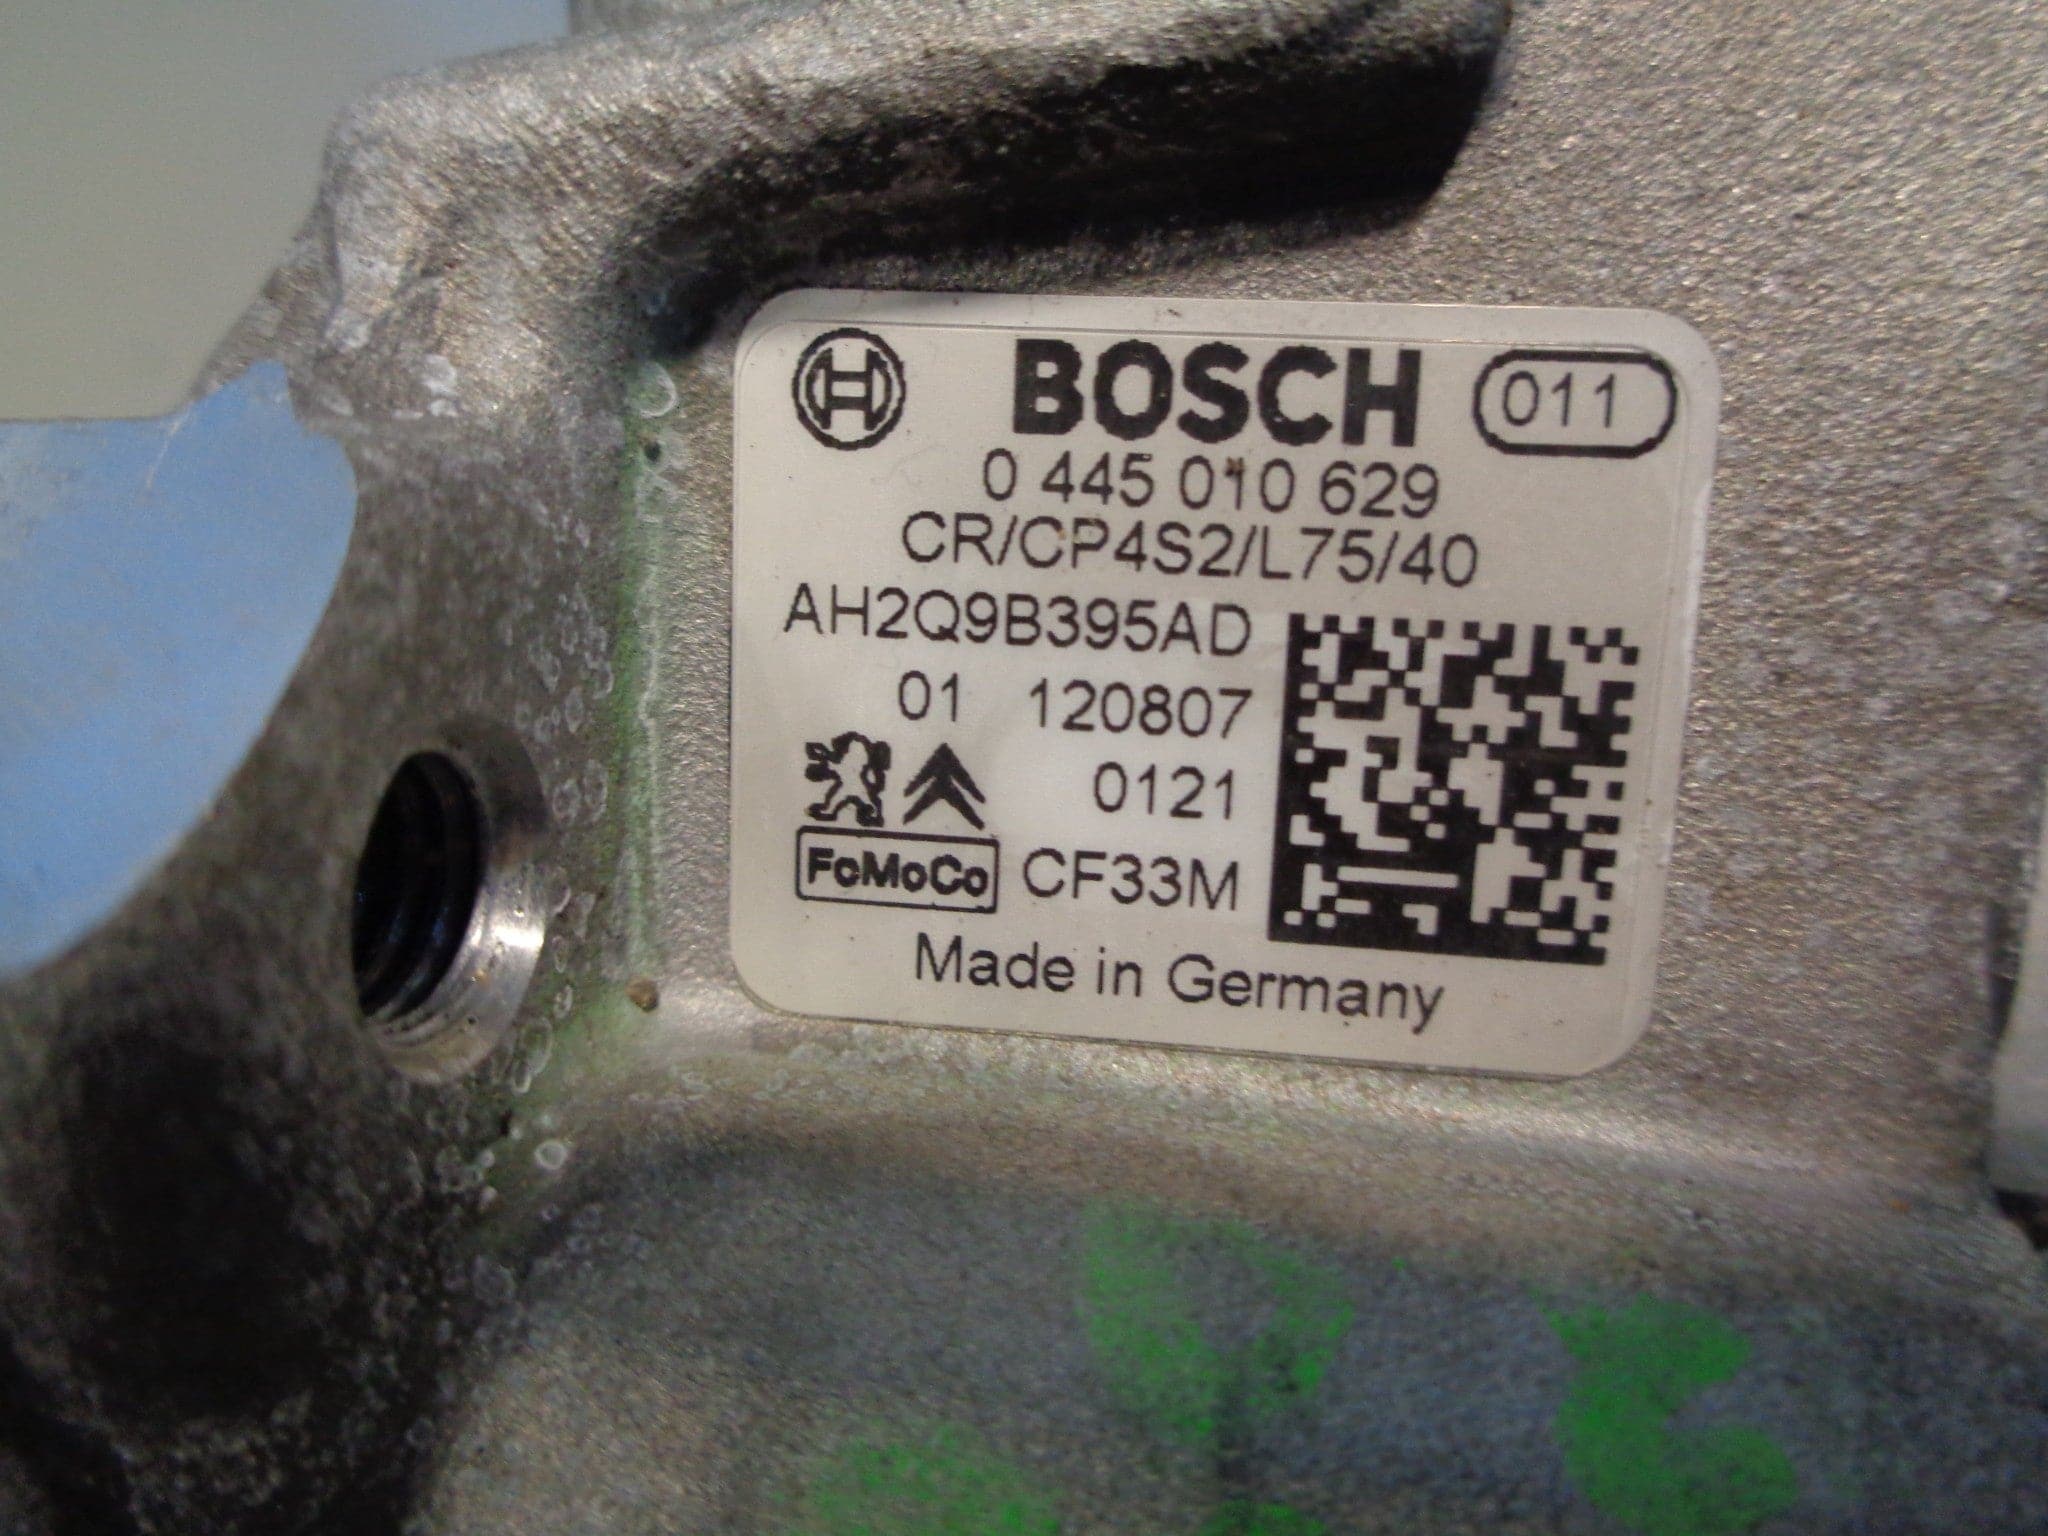 BOSCH 011
0 445 010 629
CR/CP4S2/L75/40
AH2Q9B395AD
01 120807
0121
FoMoCo CF33M
Made in Germany